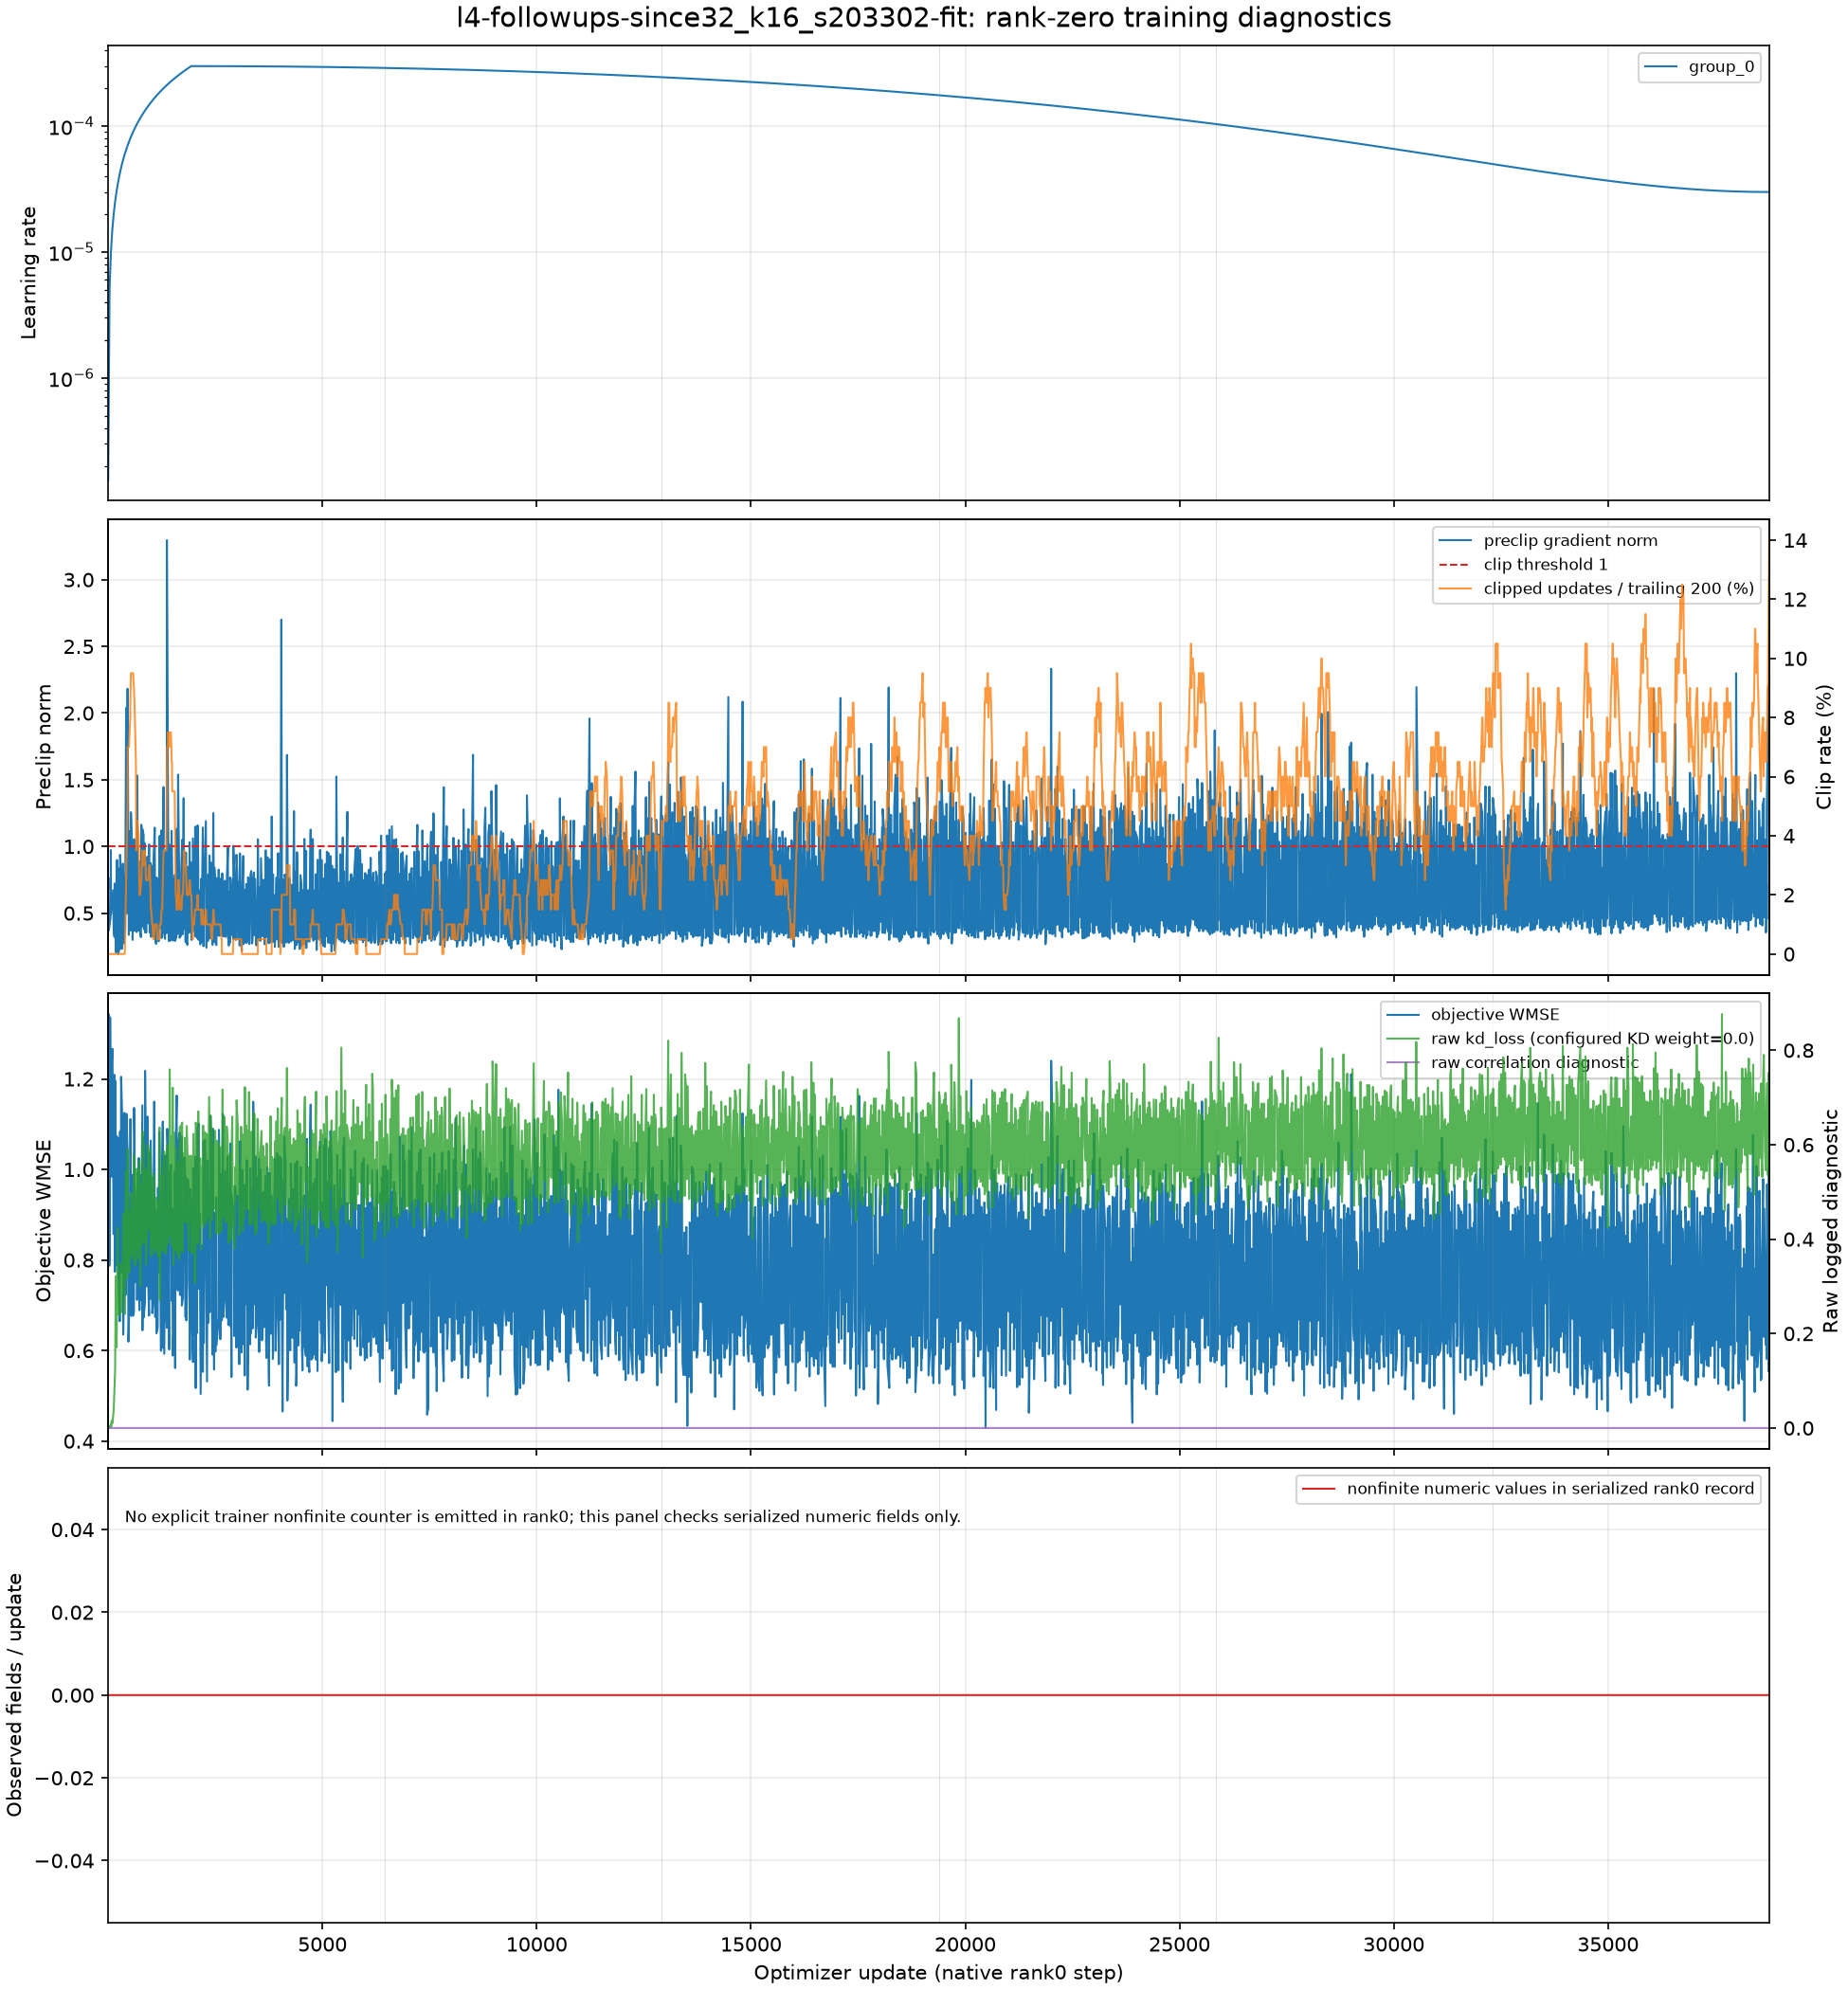 l4-followups-since32_k16_s203302-fit: rank-zero training diagnostics
group_0
10⁻⁴
10⁻⁵
10⁻⁶
Learning rate
preclip gradient norm
clip threshold 1
clipped updates / trailing 200 (%)
3.0
2.5
2.0
1.5
1.0
0.5
Preclip norm
14
12
10
8
6
4
2
0
Clip rate (%)
objective WMSE
raw kd_loss (configured KD weight=0.0)
raw correlation diagnostic
1.2
1.0
0.8
0.6
0.4
Objective WMSE
0.8
0.6
0.4
0.2
0.0
Raw logged diagnostic
nonfinite numeric values in serialized rank0 record
No explicit trainer nonfinite counter is emitted in rank0; this panel checks serialized numeric fields only.
0.04
0.02
0.00
−0.02
−0.04
Observed fields / update
5000 10000 15000 20000 25000 30000 35000
Optimizer update (native rank0 step)